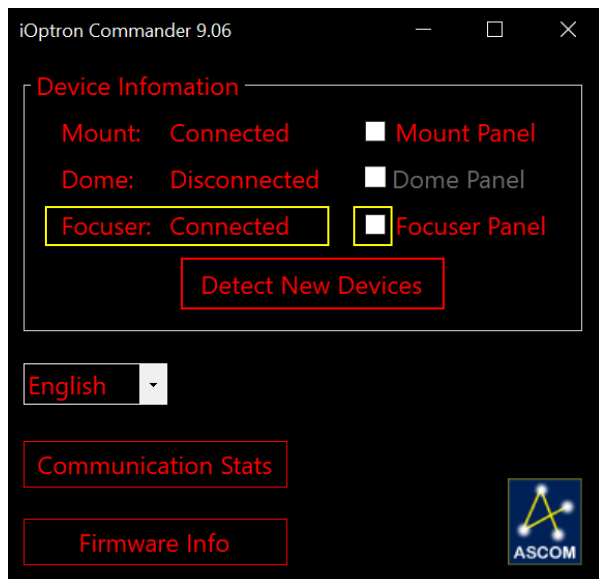 iOptron Commander 9.06
Device Infomation
Mount: Connected Mount Panel
Dome: Disconnected Dome Panel
Focuser: Connected Focuser Panel
Detect New Devices
English
Communication Stats
Firmware Info
ASCOM